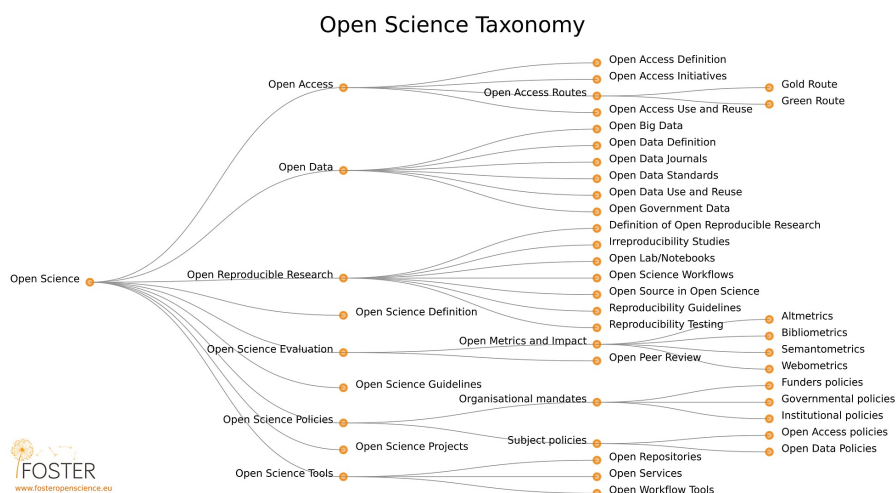 Open Science Taxonomy
Open Science
Open Access
Open Access Definition
Open Access Initiatives
Open Access Routes
Gold Route
Green Route
Open Access Use and Reuse
Open Data
Open Big Data
Open Data Definition
Open Data Journals
Open Data Standards
Open Data Use and Reuse
Open Government Data
Open Reproducible Research
Definition of Open Reproducible Research
Irreproducibility Studies
Open Lab/Notebooks
Open Science Workflows
Open Source in Open Science
Reproducibility Guidelines
Reproducibility Testing
Open Science Definition
Open Science Evaluation
Open Metrics and Impact
Altmetrics
Bibliometrics
Semantometrics
Webometrics
Open Peer Review
Open Science Guidelines
Open Science Policies
Organisational mandates
Funders policies
Governmental policies
Institutional policies
Subject policies
Open Access policies
Open Data Policies
Open Science Projects
Open Science Tools
Open Repositories
Open Services
Open Workflow Tools
FOSTER
www.fosteropenscience.eu